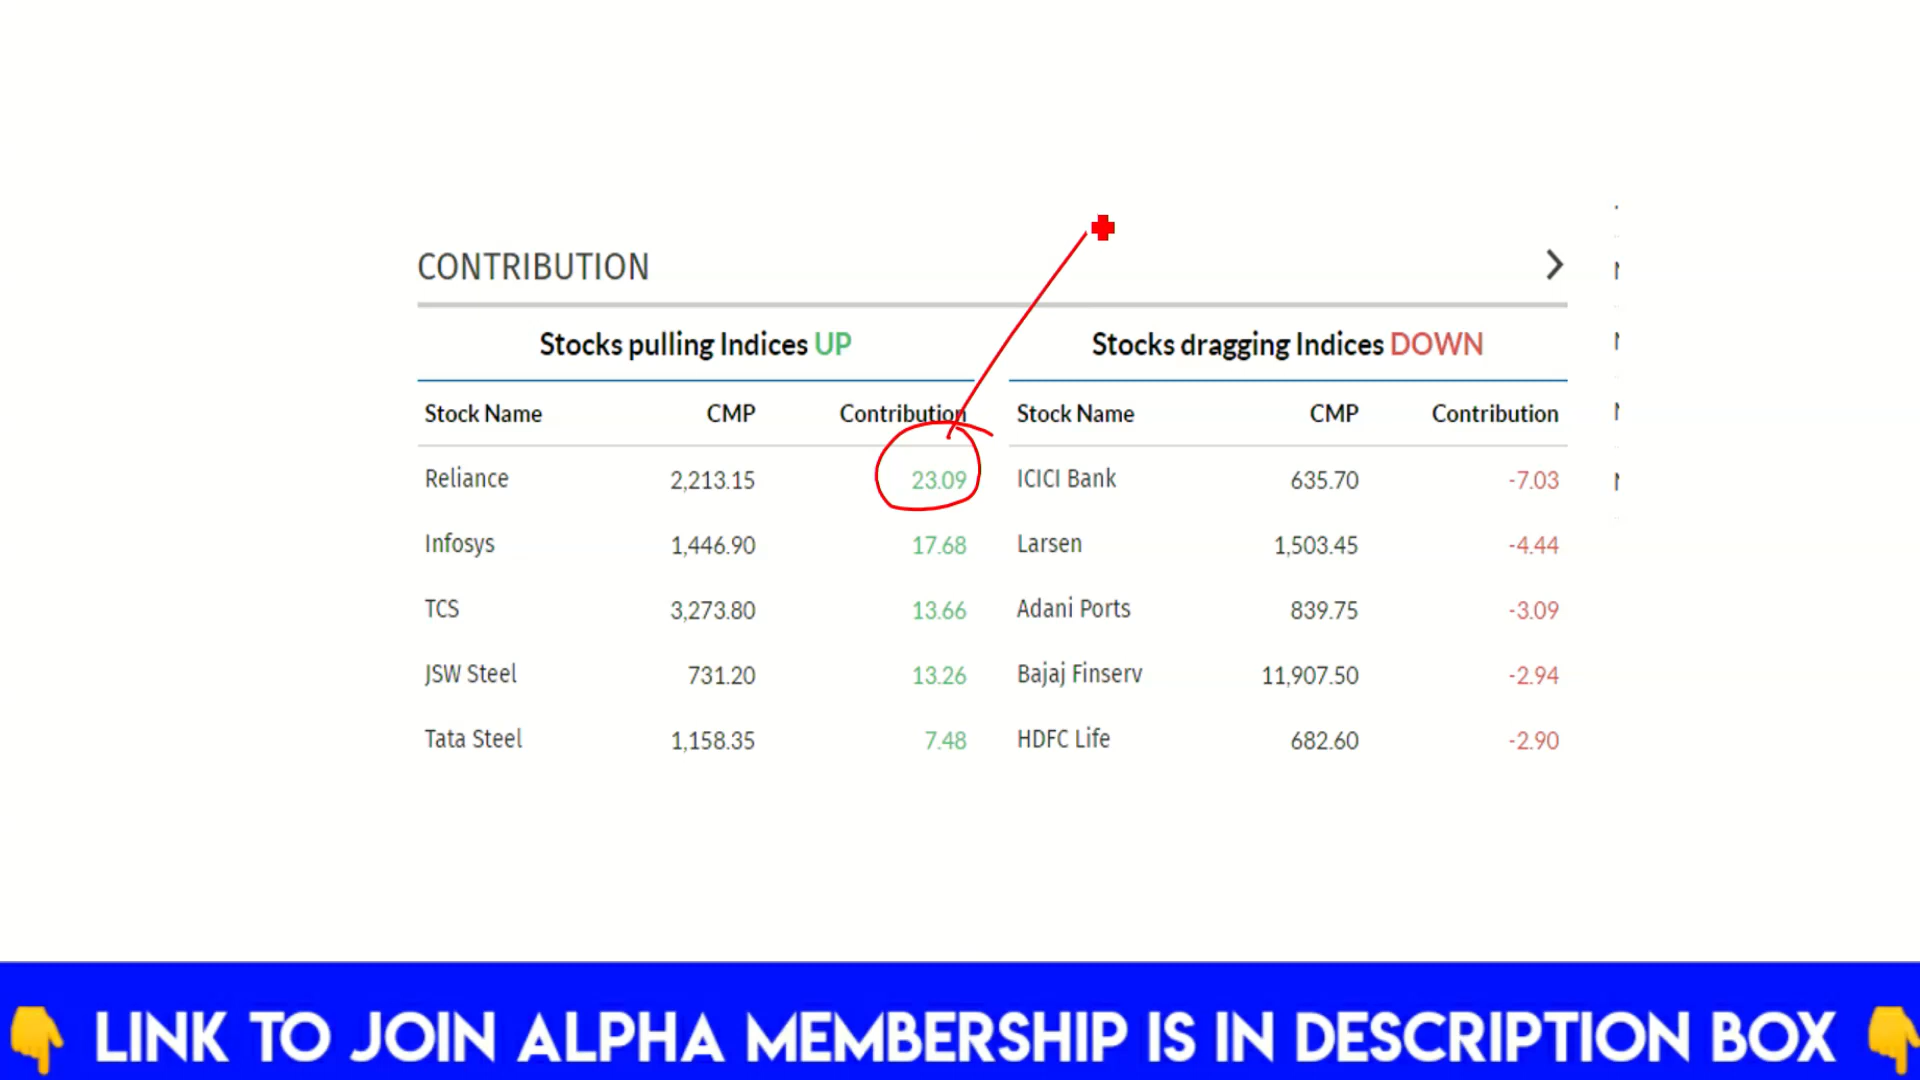 CONTRIBUTION
Stocks pulling Indices UP
Stocks dragging Indices DOWN
Stock Name CMP Contribution Stock Name CMP Contribution
Reliance 2,213.15 23.09 ICICI Bank 635.70 -7.03
Infosys 1,446.90 17.68 Larsen 1,503.45 -4.44
TCS 3,273.80 13.66 Adani Ports 839.75 -3.09
JSW Steel 731.20 13.26 Bajaj Finserv 11,907.50 -2.94
Tata Steel 1,158.35 7.48 HDFC Life 682.60 -2.90
LINK TO JOIN ALPHA MEMBERSHIP IS IN DESCRIPTION BOX